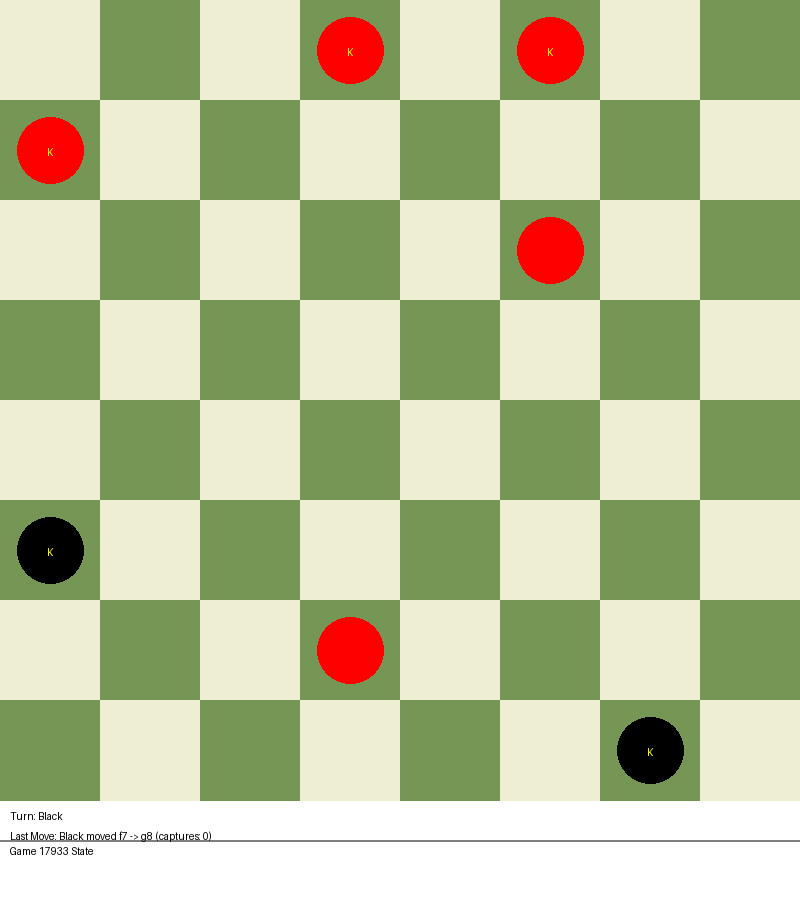 K K
K
K
K
Turn: Black
Last Move: Black moved f7 -> g8 (captures: 0)
Game 17933 State